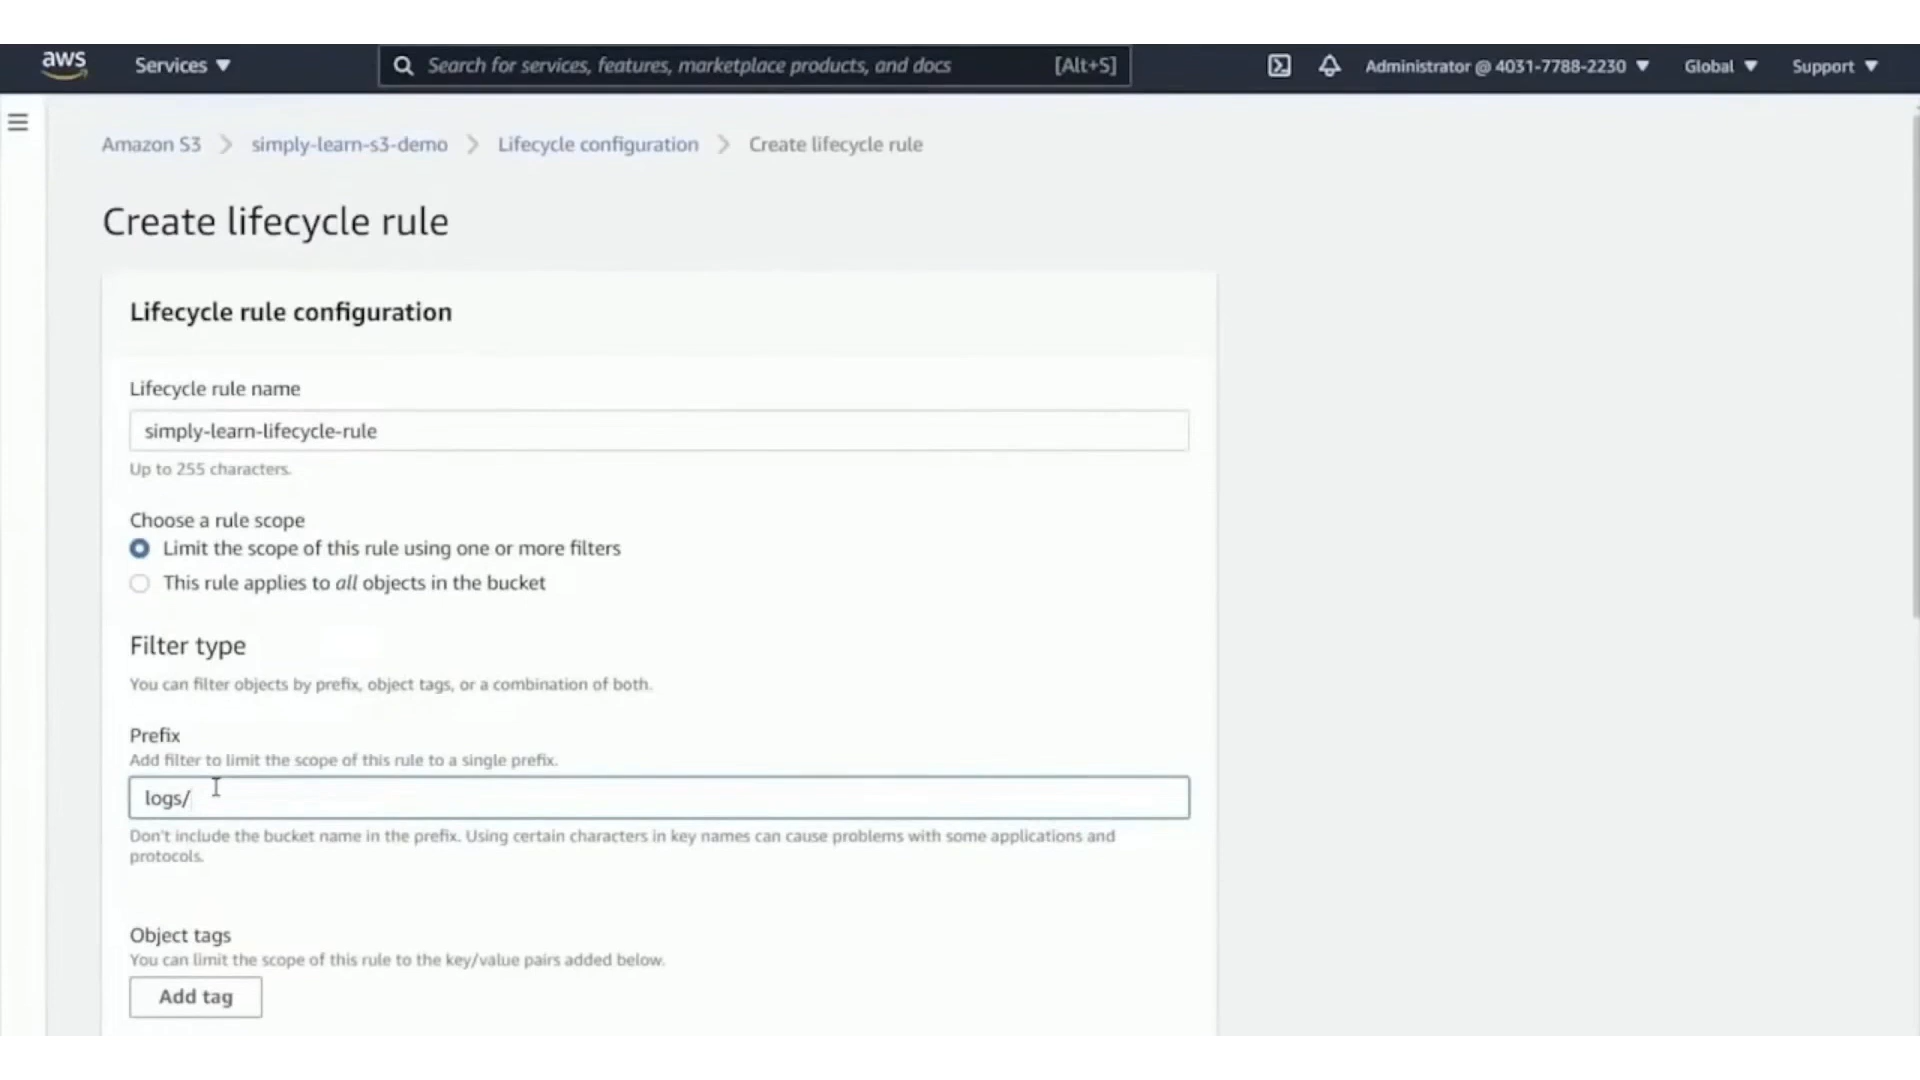 aws Services Search for services, features, marketplace products, and docs [Alt+S] Administrator @ 4031-7788-2230 Global Support
Amazon S3 simply-learn-s3-demo Lifecycle configuration Create lifecycle rule
Create lifecycle rule
Lifecycle rule configuration
Lifecycle rule name
simply-learn-lifecycle-rule
Up to 255 characters.
Choose a rule scope
Limit the scope of this rule using one or more filters
This rule applies to all objects in the bucket
Filter type
You can filter objects by prefix, object tags, or a combination of both.
Prefix
Add filter to limit the scope of this rule to a single prefix.
logs/
Don't include the bucket name in the prefix. Using certain characters in key names can cause problems with some applications and
protocols.
Object tags
You can limit the scope of this rule to the key/value pairs added below.
Add tag